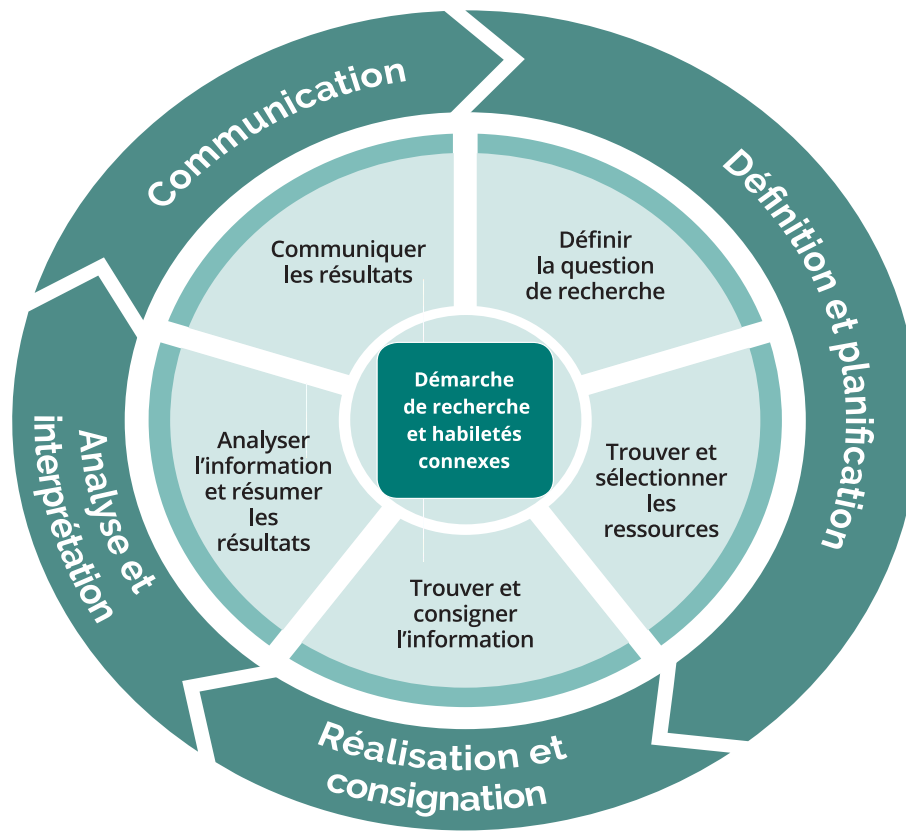 Communication
Définition et planification
Réalisation et
consignation
Analyse et
interprétation
Communiquer
les résultats
Définir
la question
de recherche
Trouver et
sélectionner
les
ressources
Trouver et
consigner
l'information
Analyser
l'information
et résumer
les
résultats
Démarche
de recherche
et habiletés
connexes